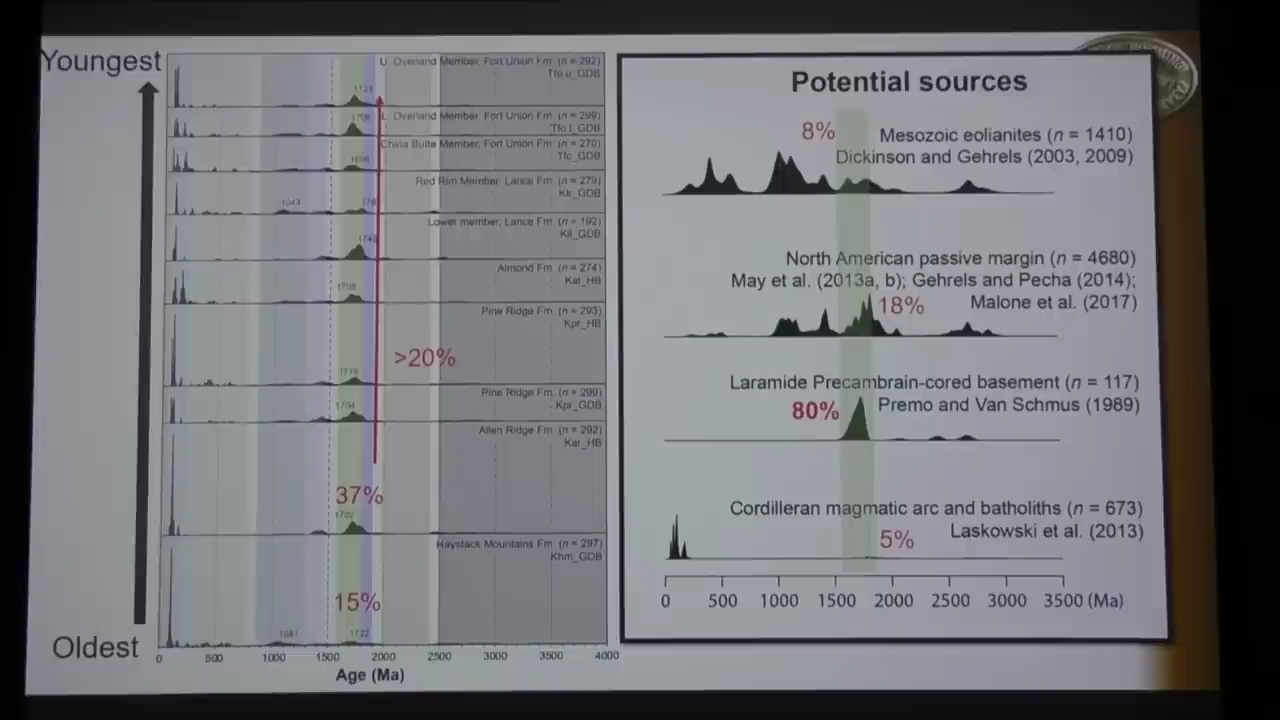 Youngest
U. Overland Member, Fort Union Fm. (n = 292)
Tfo u_GDB
1723
L. Overland Member, Fort Union Fm. (n = 299)
Tfo l_GDB
China Butte Member, Fort Union Fm. (n = 270)
Tfc_GDB
Red Rim Member, Lance Fm. (n = 279)
Klr_GDB
1043
Lower member, Lance Fm. (n = 192)
Kll_GDB
1742
Almond Fm. (n = 274)
Kal_HB
Pine Ridge Fm. (n = 293)
Kpr_HB
>20%
Pine Ridge Fm. (n = 299)
Kpr_GDB
1704
Allen Ridge Fm. (n = 292)
Kar_HB
37%
1702
Haystack Mountains Fm. (n = 297)
Khm_GDB
15%
1081
1722
Oldest
0 500 1000 1500 2000 2500 3000 3500 4000
Age (Ma)
Potential sources
8%
Mesozoic eolianites (n = 1410)
Dickinson and Gehrels (2003, 2009)
North American passive margin (n = 4680)
May et al. (2013a, b); Gehrels and Pecha (2014);
Malone et al. (2017)
18%
Laramide Precambrain-cored basement (n = 117)
80%
Premo and Van Schmus (1989)
Cordilleran magmatic arc and batholiths (n = 673)
Laskowski et al. (2013)
5%
0 500 1000 1500 2000 2500 3000 3500 (Ma)